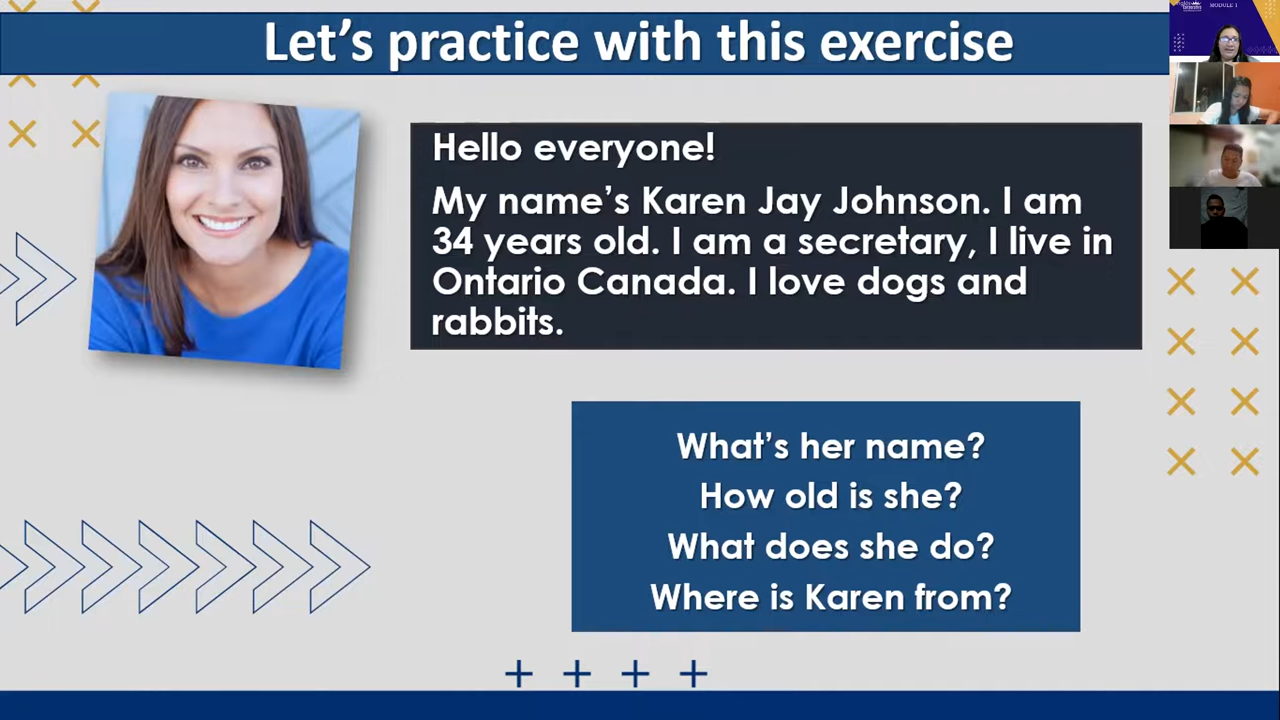 Let's practice with this exercise
MODULE 1
Hello everyone!
My name's Karen Jay Johnson. I am
34 years old. I am a secretary, I live in
Ontario Canada. I love dogs and
rabbits.
What's her name?
How old is she?
What does she do?
Where is Karen from?